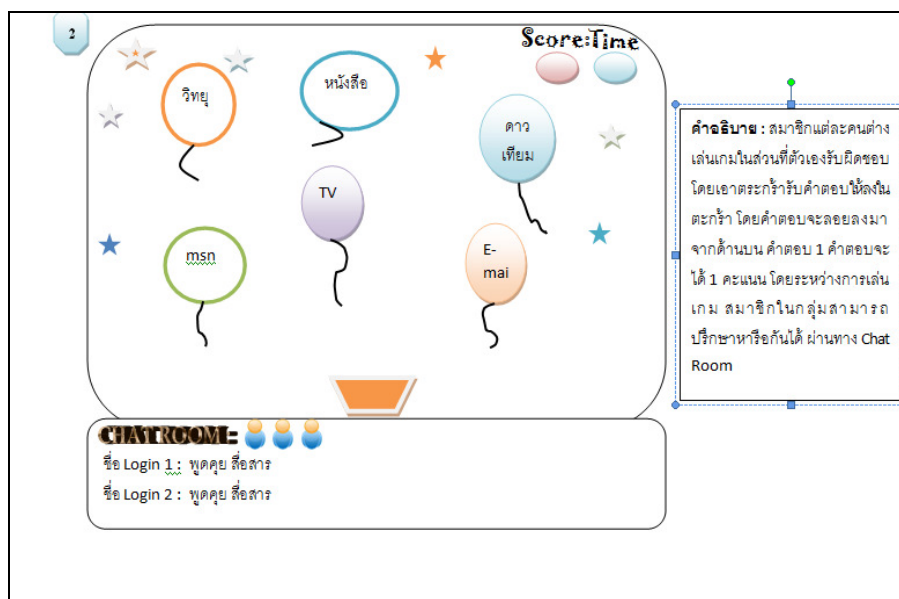 2
Score:Time
วิทยุ
หนังสือ
ดาว
เทียม
TV
msn
E-
mai
คำอธิบาย : สมาชิกแต่ละคนต่าง
เล่นเกมในส่วนที่ตัวเองรับผิดชอบ
โดยเอาตระกร้ารับคำตอบให้ลงใน
ตะกร้า โดยคำตอบจะลอยลงมา
จากด้านบน คำตอบ 1 คำตอบจะ
ได้ 1 คะแนน โดยระหว่างการเล่น
เกม สมาชิกในกลุ่มสามารถ
ปรึกษาหารือกันได้ ผ่านทาง Chat
Room
CHATROOM :
ชื่อ Login 1 : พูดคุย สื่อสาร
ชื่อ Login 2 : พูดคุย สื่อสาร